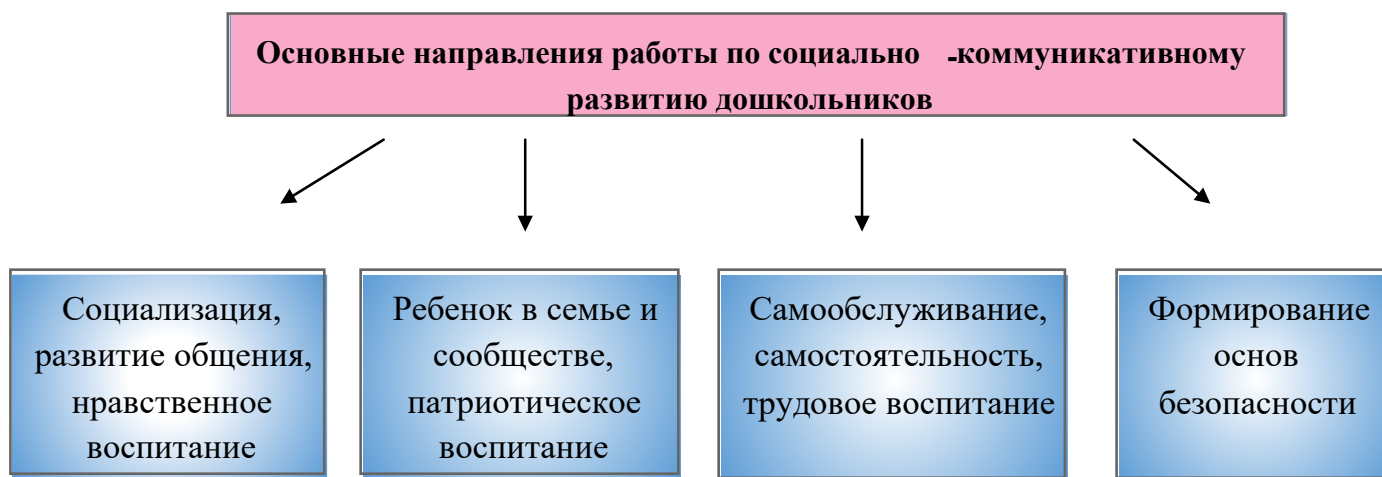 Основные направления работы по социально -коммуникативному
развитию дошкольников
Социализация,
развитие общения,
нравственное
воспитание
Ребенок в семье и
сообществе,
патриотическое
воспитание
Самообслуживание,
самостоятельность,
трудовое воспитание
Формирование
основ
безопасности